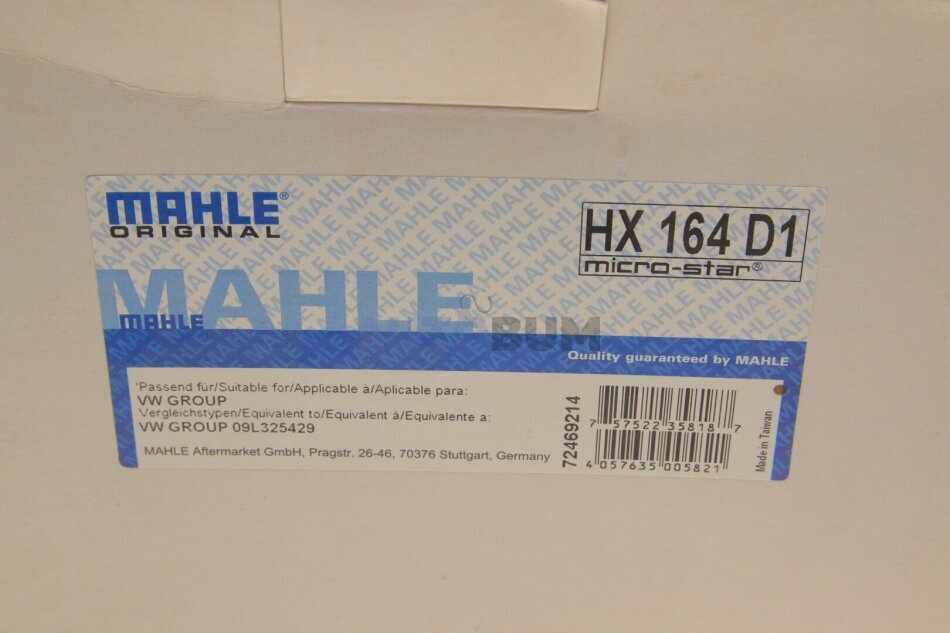 MAHLE®
ORIGINAL
HX 164 D1
micro-star®
MAHLE
MAHLE
BUM
Quality guaranteed by MAHLE
'Passend für/Suitable for/Applicable à/Aplicable para:
VW GROUP
Vergleichstypen/Equivalent to/Equivalent à/Equivalente a:
VW GROUP 09L325429
MAHLE Aftermarket GmbH, Pragstr. 26-46, 70376 Stuttgart, Germany
72469214
7 57522 35818 7
4 057635 005821
Made in Taiwan